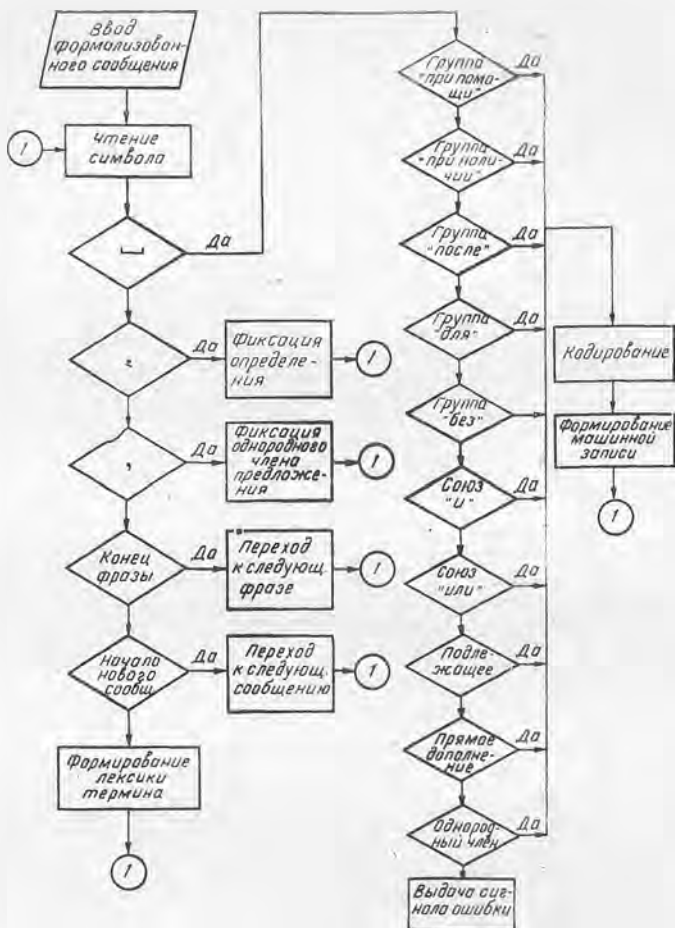 Ввод
формализован-
ного сообщения
1
Чтение
символа
[
Да
Да
Фиксация
определе-
ния
1
,
Да
Фиксация
однородного
члена
предложе-
ния
1
Конец
фразы
Да
Переход
к следующ.
фразе
1
Начало
нового
сообщ.
Да
Переход
к следующ.
сообщению
1
Формирование
лексики
термина
1
Группа
"при помо-
щи"
Да
Группа
"при нали-
чии"
Да
Группа
"после"
Да
Группа
"для"
Да
Группа
"без"
Да
Союз
"и"
Да
Союз
"или"
Да
Подле-
жащее
Да
Прямое
дополне-
ние
Да
Однород-
ный член
Да
Выдача сиг-
нала ошибки
Кодирование
Формирование
машинной
записи
1